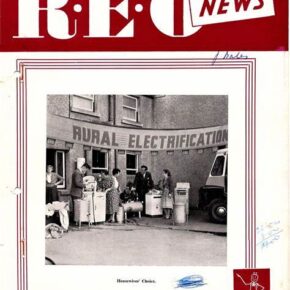 R·E·O
NEWS
RURAL ELECTRIFICATION
Housewives' Choice.